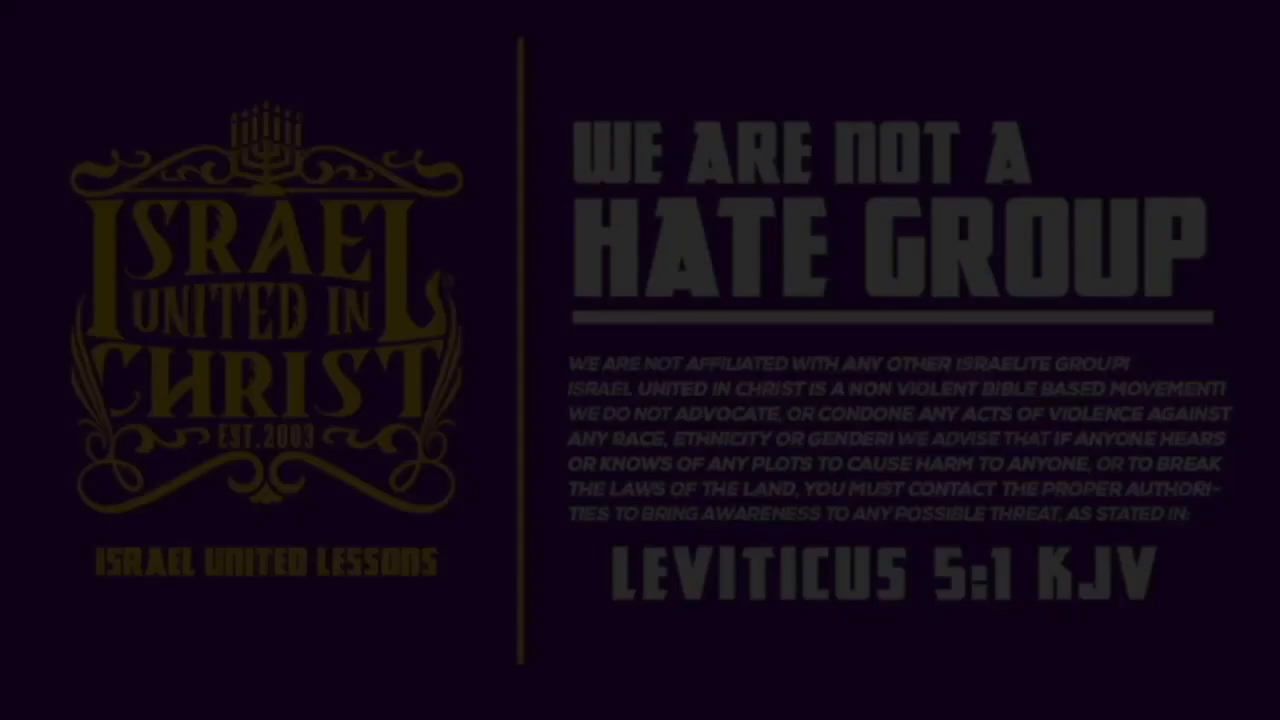 ISRAEL
UNITED IN
CHRIST
EST. 2003
ISRAEL UNITED LESSONS
WE ARE NOT A
HATE GROUP
WE ARE NOT AFFILIATED WITH ANY OTHER ISRAELITE GROUP!
ISRAEL UNITED IN CHRIST IS A NON VIOLENT BIBLE BASED MOVEMENT!
WE DO NOT ADVOCATE, OR CONDONE ANY ACTS OF VIOLENCE AGAINST
ANY RACE, ETHNICITY OR GENDER! WE ADVISE THAT IF ANYONE HEARS
OR KNOWS OF ANY PLOTS TO CAUSE HARM TO ANYONE, OR TO BREAK
THE LAWS OF THE LAND, YOU MUST CONTACT THE PROPER AUTHORI-
TIES TO BRING AWARENESS TO ANY POSSIBLE THREAT, AS STATED IN:
LEVITICUS 5:1 KJV